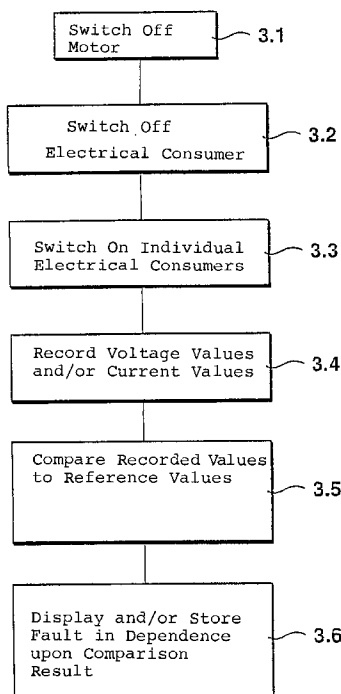 Switch Off
Motor
3.1
Switch Off
Electrical Consumer
3.2
Switch On Individual
Electrical Consumers
3.3
Record Voltage Values
and/or Current Values
3.4
Compare Recorded Values
to Reference Values
3.5
Display and/or Store
Fault in Dependence
upon Comparison
Result
3.6